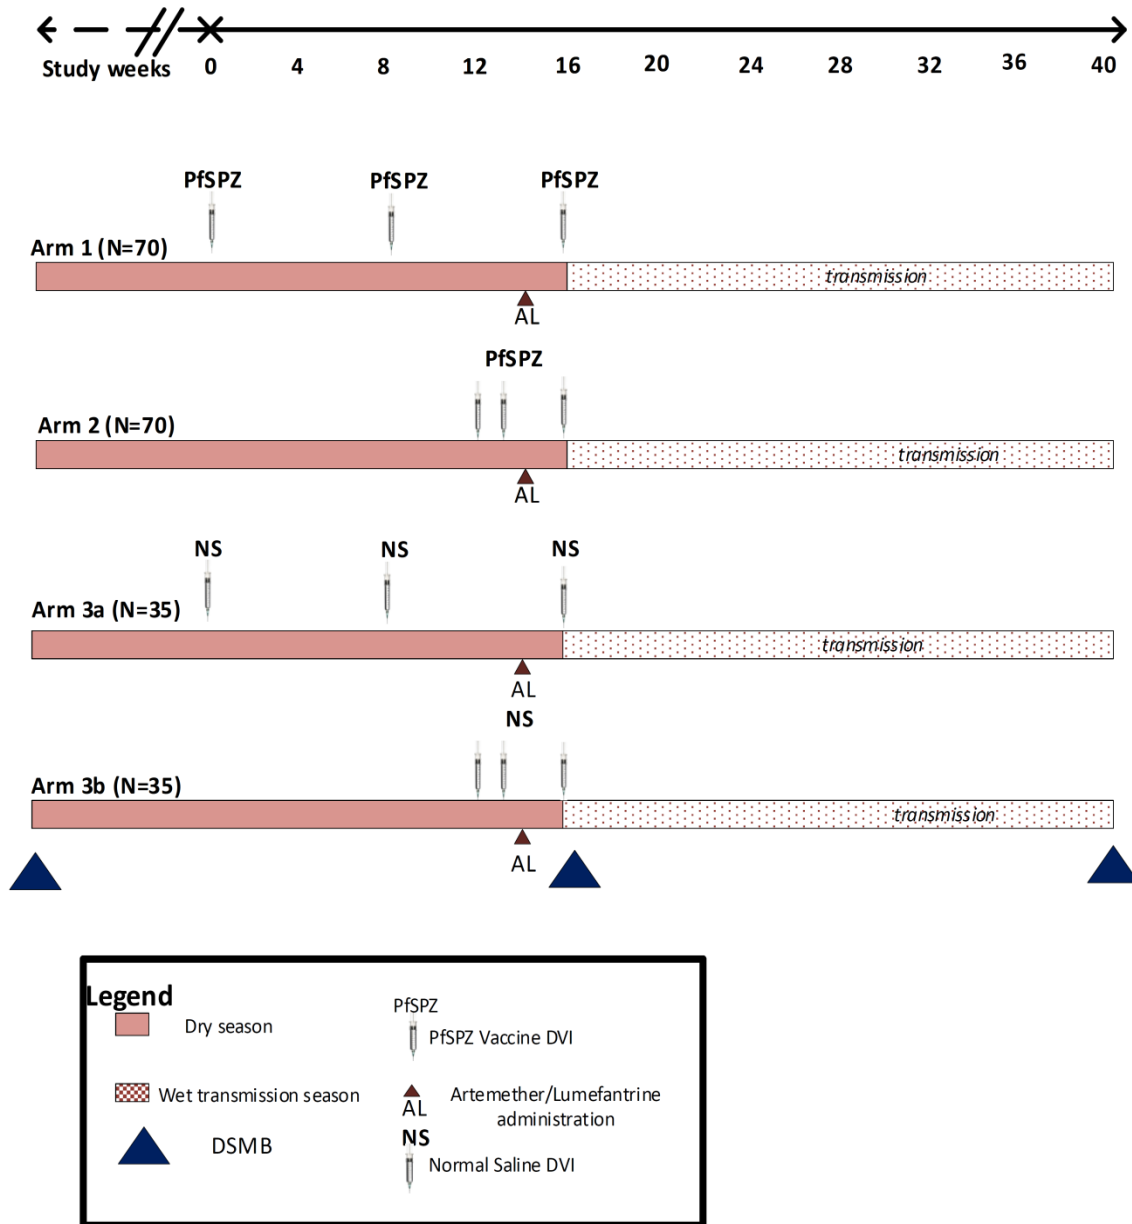 Study weeks 0 4 8 12 16 20 24 28 32 36 40
PfSPZ PfSPZ PfSPZ
Arm 1 (N=70)
transmission
AL
PfSPZ
Arm 2 (N=70)
transmission
AL
NS NS NS
Arm 3a (N=35)
transmission
AL
NS
Arm 3b (N=35)
transmission
AL
Legend
Dry season
PfSPZ
PfSPZ Vaccine DVI
Wet transmission season
AL
Artemether/Lumefantrine
administration
DSMB
NS
Normal Saline DVI